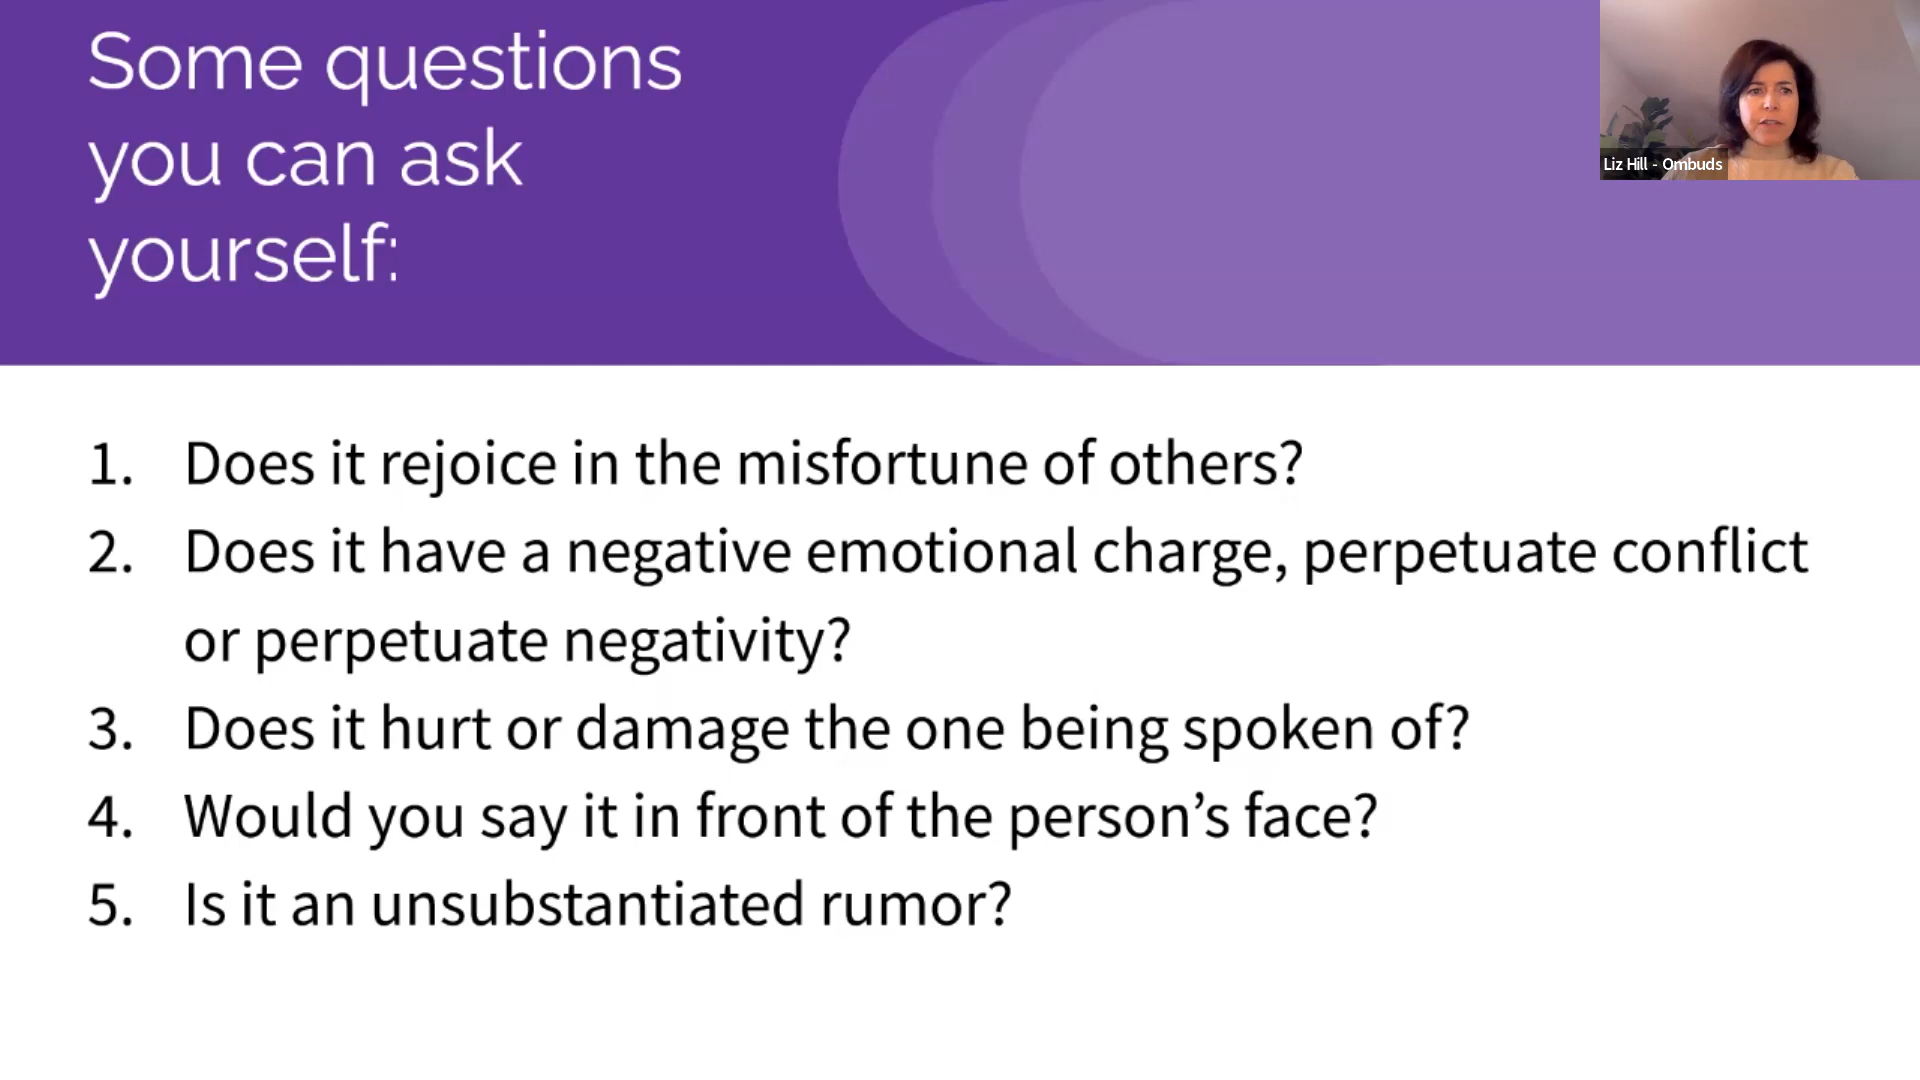 Some questions
you can ask
yourself:
Liz Hill - Ombuds
1. Does it rejoice in the misfortune of others?
2. Does it have a negative emotional charge, perpetuate conflict
or perpetuate negativity?
3. Does it hurt or damage the one being spoken of?
4. Would you say it in front of the person’s face?
5. Is it an unsubstantiated rumor?